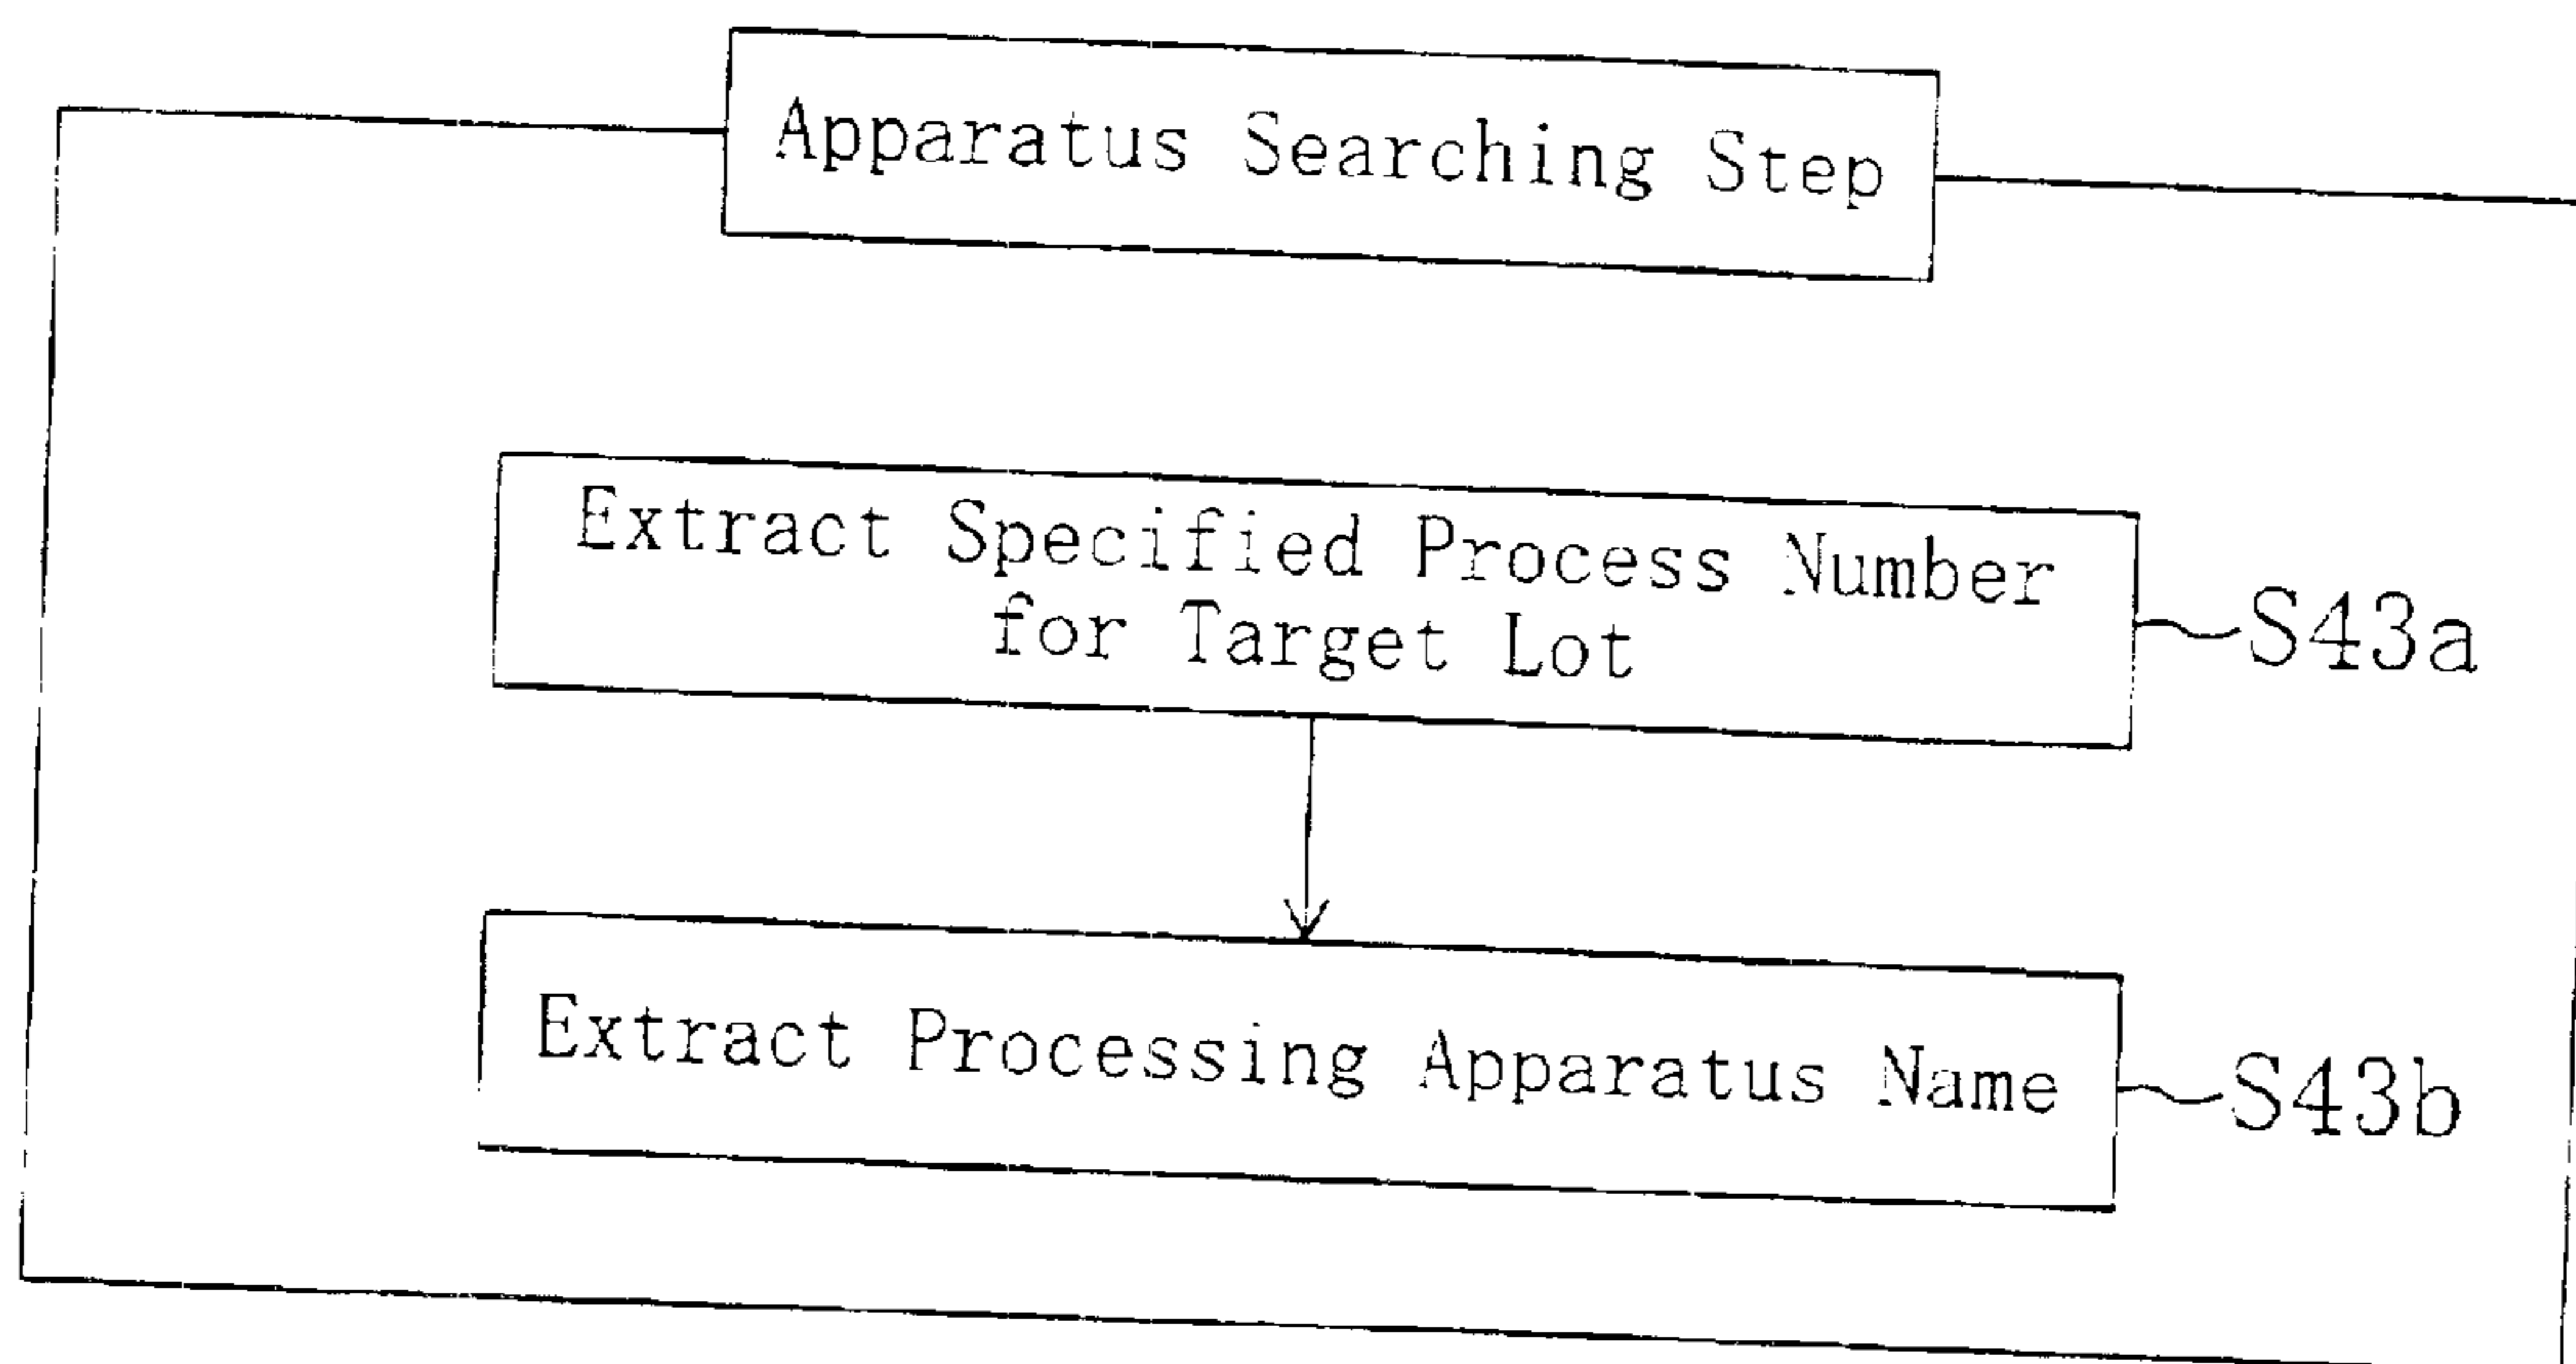 Apparatus Searching Step
Extract Specified Process Number
for Target Lot
S43a
Extract Processing Apparatus Name
S43b